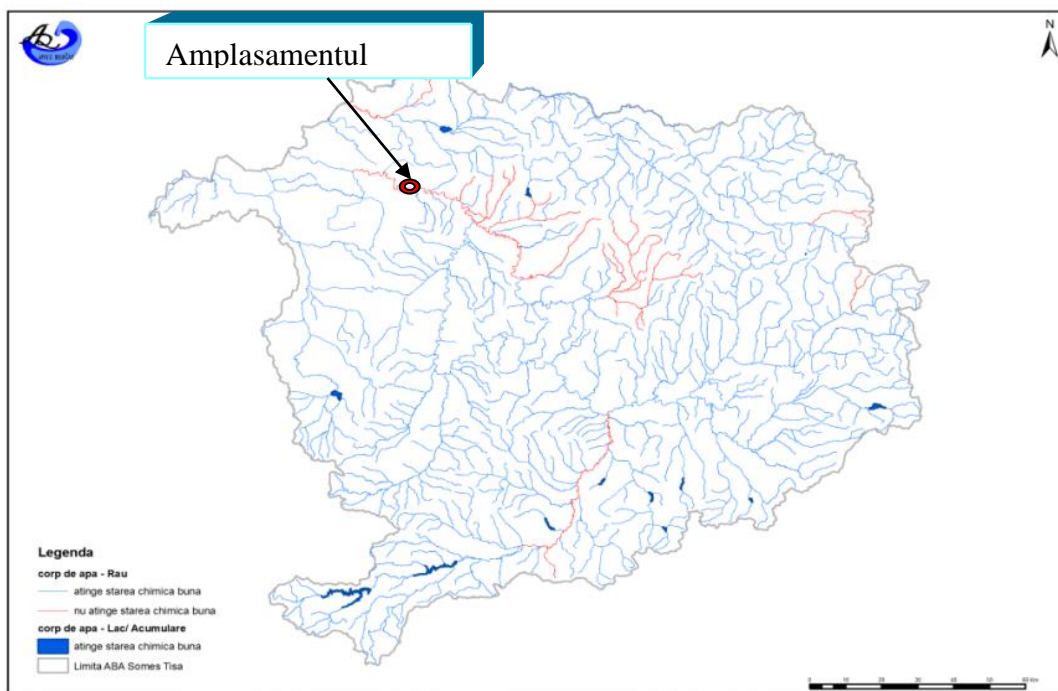 Amplasamentul
N
Legenda
corp de apa - Rau
atinge starea chimica buna
nu atinge starea chimica buna
corp de apa - Lac/ Acumulare
atinge starea chimica buna
Limita ABA Somes Tisa